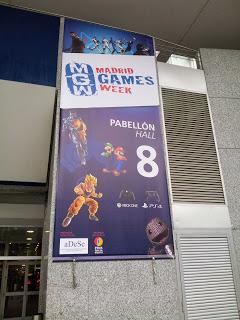 MGW
MADRID
GAMES
WEEK
PABELLÓN
HALL
8
XBOX ONE
PS4
aDeSe